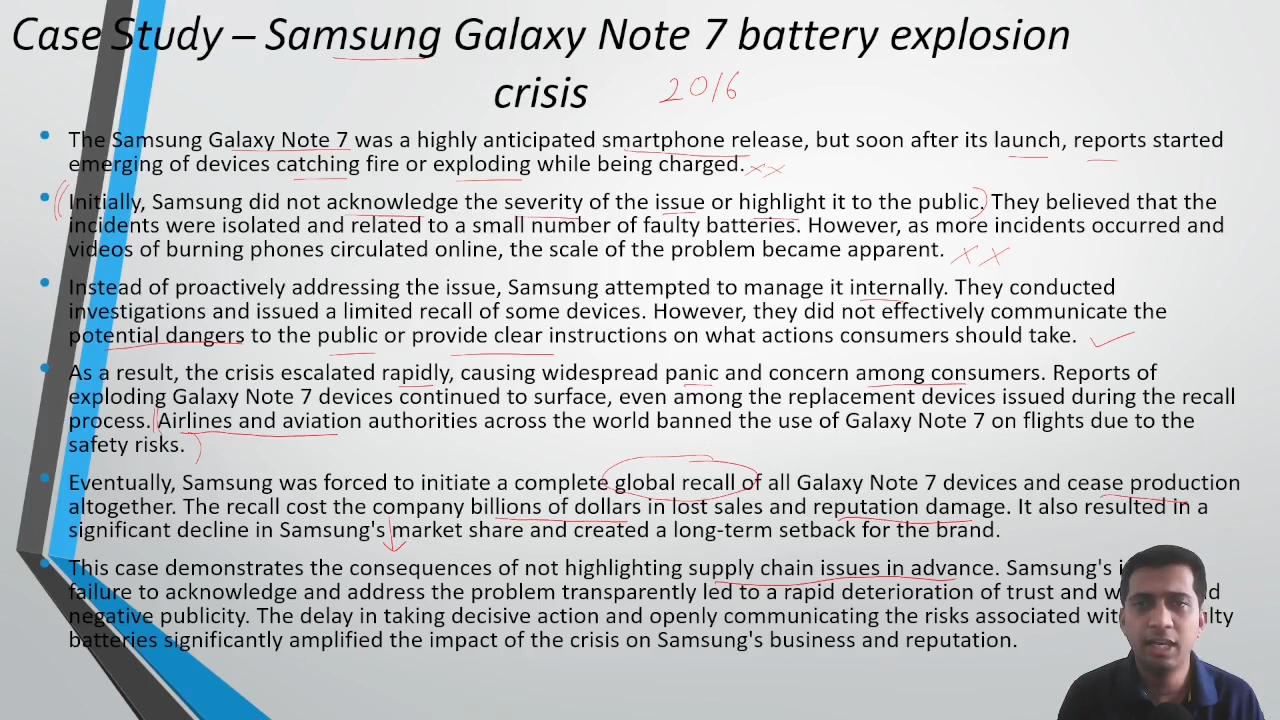 Case Study – Samsung Galaxy Note 7 battery explosion
crisis 2016
• The Samsung Galaxy Note 7 was a highly anticipated smartphone release, but soon after its launch, reports started
emerging of devices catching fire or exploding while being charged. xx
• Initially, Samsung did not acknowledge the severity of the issue or highlight it to the public. They believed that the
incidents were isolated and related to a small number of faulty batteries. However, as more incidents occurred and
videos of burning phones circulated online, the scale of the problem became apparent. xx
• Instead of proactively addressing the issue, Samsung attempted to manage it internally. They conducted
investigations and issued a limited recall of some devices. However, they did not effectively communicate the
potential dangers to the public or provide clear instructions on what actions consumers should take.
• As a result, the crisis escalated rapidly, causing widespread panic and concern among consumers. Reports of
exploding Galaxy Note 7 devices continued to surface, even among the replacement devices issued during the recall
process. Airlines and aviation authorities across the world banned the use of Galaxy Note 7 on flights due to the
safety risks.
• Eventually, Samsung was forced to initiate a complete global recall of all Galaxy Note 7 devices and cease production
altogether. The recall cost the company billions of dollars in lost sales and reputation damage. It also resulted in a
significant decline in Samsung's market share and created a long-term setback for the brand.
• This case demonstrates the consequences of not highlighting supply chain issues in advance. Samsung's
failure to acknowledge and address the problem transparently led to a rapid deterioration of trust and
negative publicity. The delay in taking decisive action and openly communicating the risks associated
batteries significantly amplified the impact of the crisis on Samsung's business and reputation.